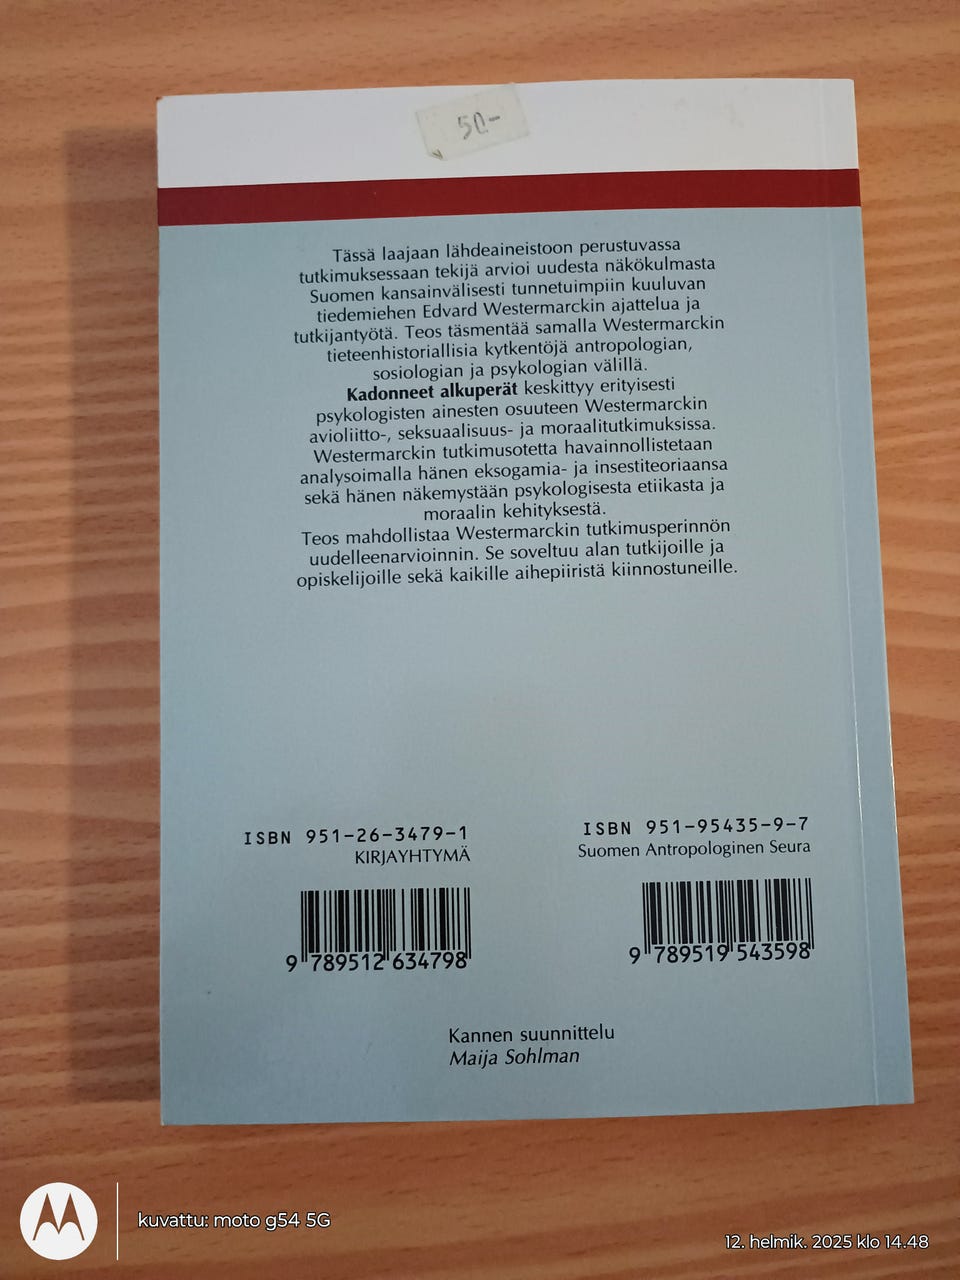 50.-
Tässä laajaan lähdeaineistoon perustuvassa
tutkimuksessaan tekijä arvioi uudesta näkökulmasta
Suomen kansainvälisesti tunnetuimpiin kuuluvan
tiedemiehen Edvard Westermarckin ajattelua ja
tutkijantyötä. Teos täsmentää samalla Westermarckin
tieteenhistoriallisia kytkentöjä antropologian,
sosiologian ja psykologian välillä.
Kadonneet alkuperät keskittyy erityisesti
psykologisten ainesten osuuteen Westermarckin
avioliitto-, seksuaalisuus- ja moraalitutkimuksissa.
Westermarckin tutkimusotetta havainnollistetaan
analysoimalla hänen eksogamia- ja insestiteoriaansa
sekä hänen näkemystään psykologisesta etiikasta ja
moraalin kehityksestä.
Teos mahdollistaa Westermarckin tutkimusperinnön
uudelleenarvioinnin. Se soveltuu alan tutkijoille ja
opiskelijoille sekä kaikille aihepiiristä kiinnostuneille.
ISBN 951-26-3479-1
KIRJAYHTYMÄ
9 789512 634798
ISBN 951-95435-9-7
Suomen Antropologinen Seura
9 789519 543598
Kannen suunnittelu
Maija Sohlman
kuvattu: moto g54 5G
12. helmik. 2025 klo 14.48